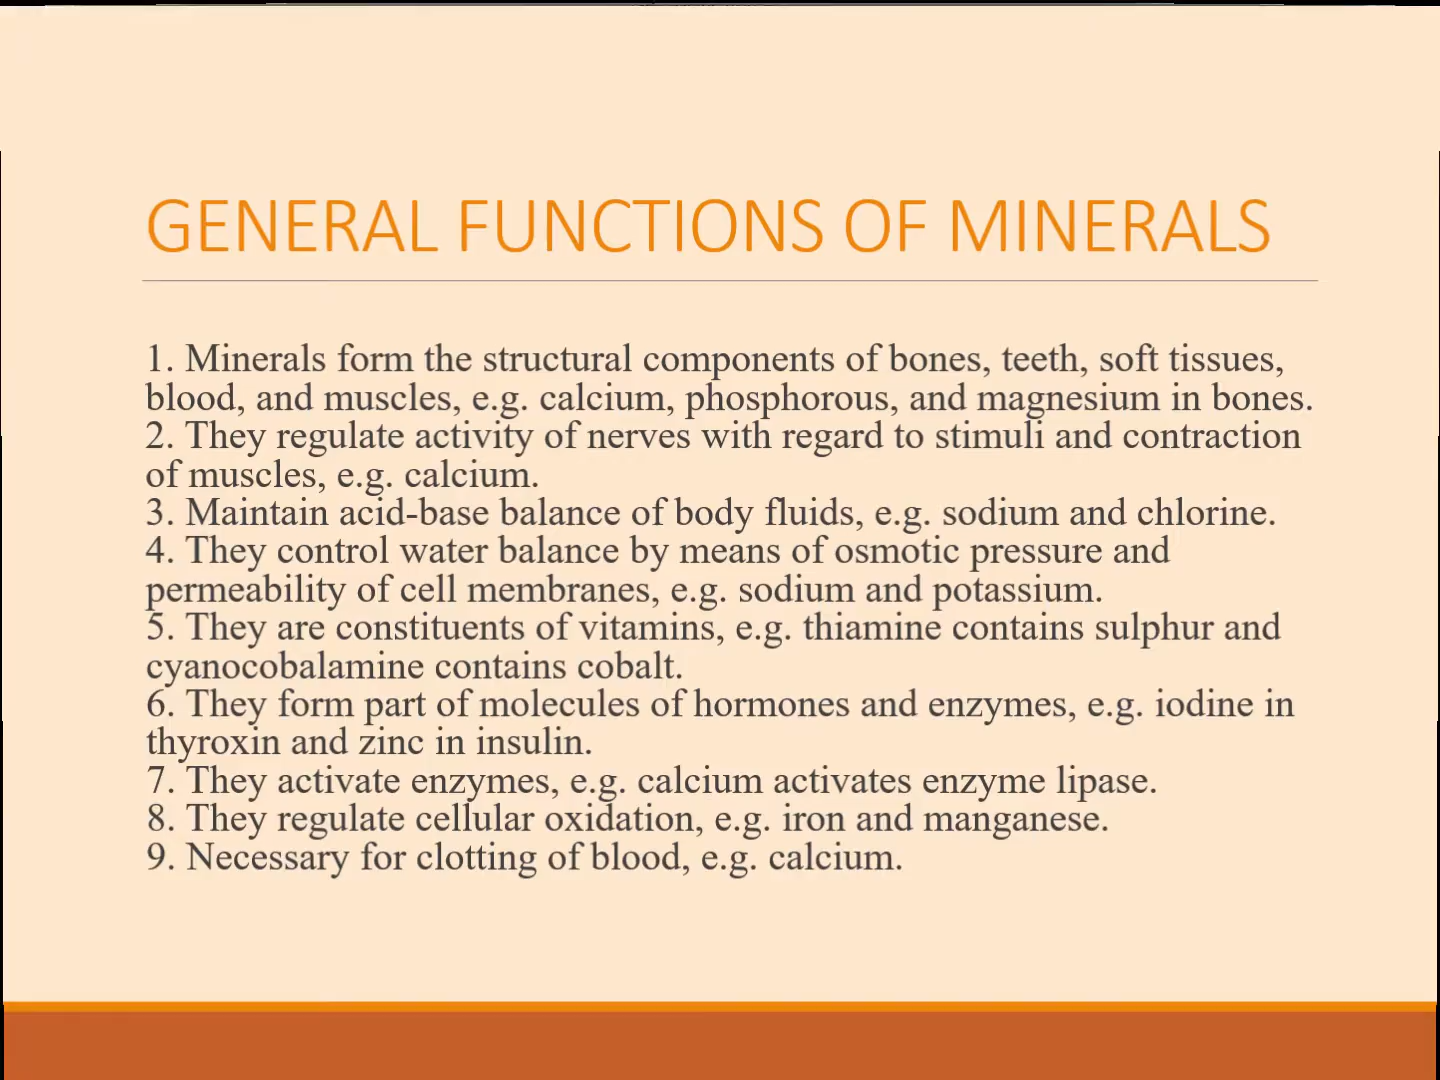 GENERAL FUNCTIONS OF MINERALS
1. Minerals form the structural components of bones, teeth, soft tissues,
blood, and muscles, e.g. calcium, phosphorous, and magnesium in bones.
2. They regulate activity of nerves with regard to stimuli and contraction
of muscles, e.g. calcium.
3. Maintain acid-base balance of body fluids, e.g. sodium and chlorine.
4. They control water balance by means of osmotic pressure and
permeability of cell membranes, e.g. sodium and potassium.
5. They are constituents of vitamins, e.g. thiamine contains sulphur and
cyanocobalamine contains cobalt.
6. They form part of molecules of hormones and enzymes, e.g. iodine in
thyroxin and zinc in insulin.
7. They activate enzymes, e.g. calcium activates enzyme lipase.
8. They regulate cellular oxidation, e.g. iron and manganese.
9. Necessary for clotting of blood, e.g. calcium.